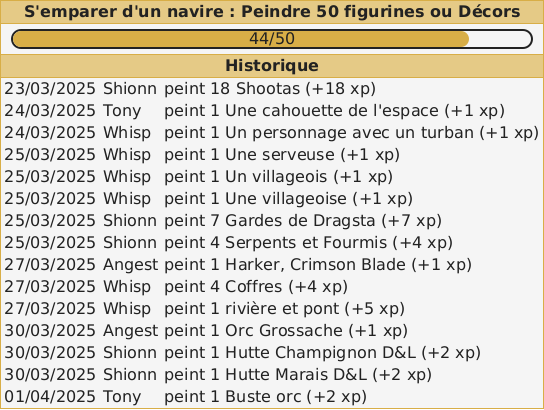 S'emparer d'un navire : Peindre 50 figurines ou Décors
44/50
Historique
23/03/2025 Shionn peint 18 Shootas (+18 xp)
24/03/2025 Tony peint 1 Une cahouette de l'espace (+1 xp)
24/03/2025 Whisp peint 1 Un personnage avec un turban (+1 xp)
25/03/2025 Whisp peint 1 Une serveuse (+1 xp)
25/03/2025 Whisp peint 1 Un villageois (+1 xp)
25/03/2025 Whisp peint 1 Une villageoise (+1 xp)
25/03/2025 Shionn peint 7 Gardes de Dragsta (+7 xp)
25/03/2025 Shionn peint 4 Serpents et Fourmis (+4 xp)
27/03/2025 Angest peint 1 Harker, Crimson Blade (+1 xp)
27/03/2025 Whisp peint 4 Coffres (+4 xp)
27/03/2025 Whisp peint 1 rivière et pont (+5 xp)
30/03/2025 Angest peint 1 Orc Grossache (+1 xp)
30/03/2025 Shionn peint 1 Hutte Champignon D&L (+2 xp)
30/03/2025 Shionn peint 1 Hutte Marais D&L (+2 xp)
01/04/2025 Tony peint 1 Buste orc (+2 xp)